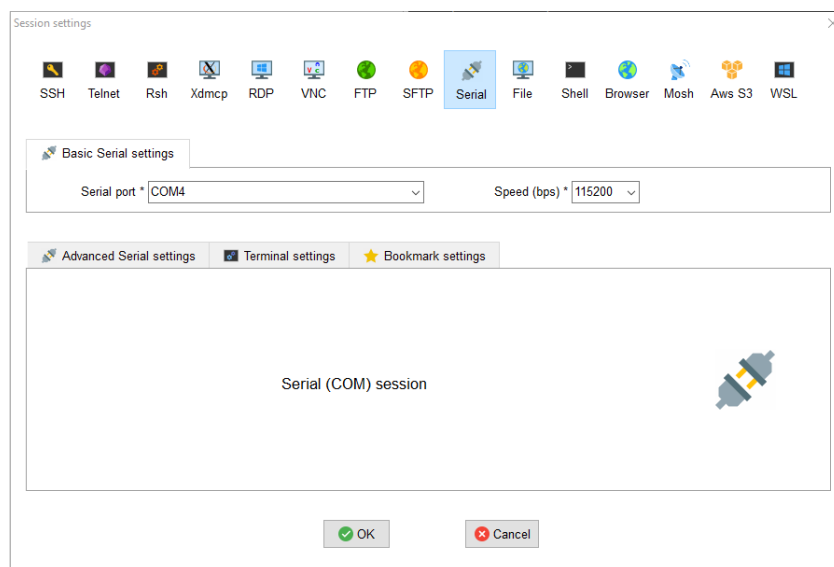 Session settings
SSH Telnet Rsh Xdmcp RDP VNC FTP SFTP Serial File Shell Browser Mosh Aws S3 WSL
Basic Serial settings
Serial port * COM4 Speed (bps) * 115200
Advanced Serial settings Terminal settings Bookmark settings
Serial (COM) session
OK Cancel